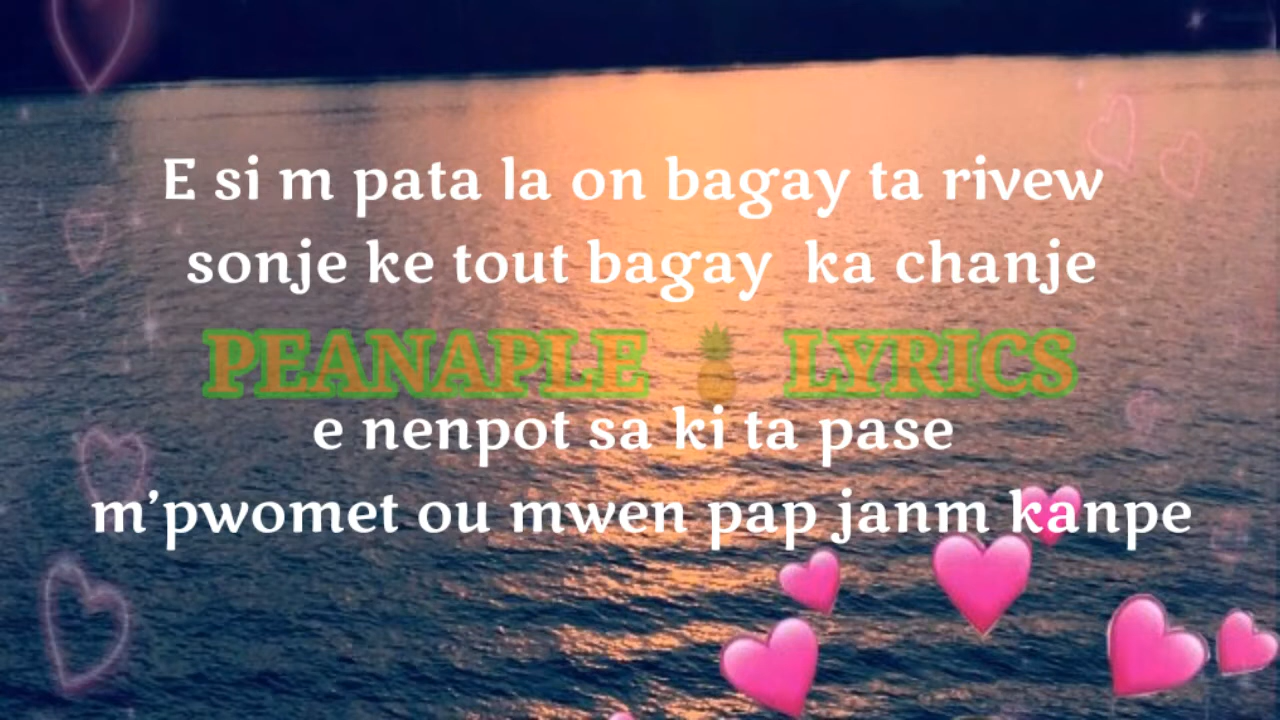 E si m pata la on bagay ta rivew
sonje ke tout bagay ka chanje
PEANAPLE 🍍 LYRICS
e nenpot sa ki ta pase
m'pwomet ou mwen pap janm kanpe